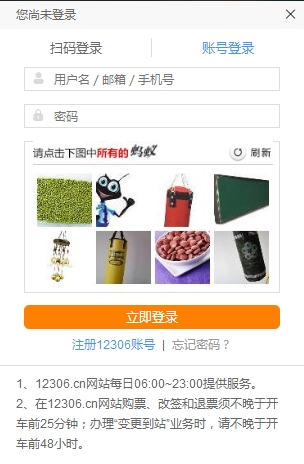 您尚未登录
扫码登录 账号登录
用户名 / 邮箱 / 手机号
密码
请点击下图中所有的 蚂蚁 刷新
立即登录
注册12306账号 | 忘记密码？
1、12306.cn网站每日06:00~23:00提供服务。
2、在12306.cn网站购票、改签和退票须不晚于开
车前25分钟；办理“变更到站”业务时，请不晚于开
车前48小时。